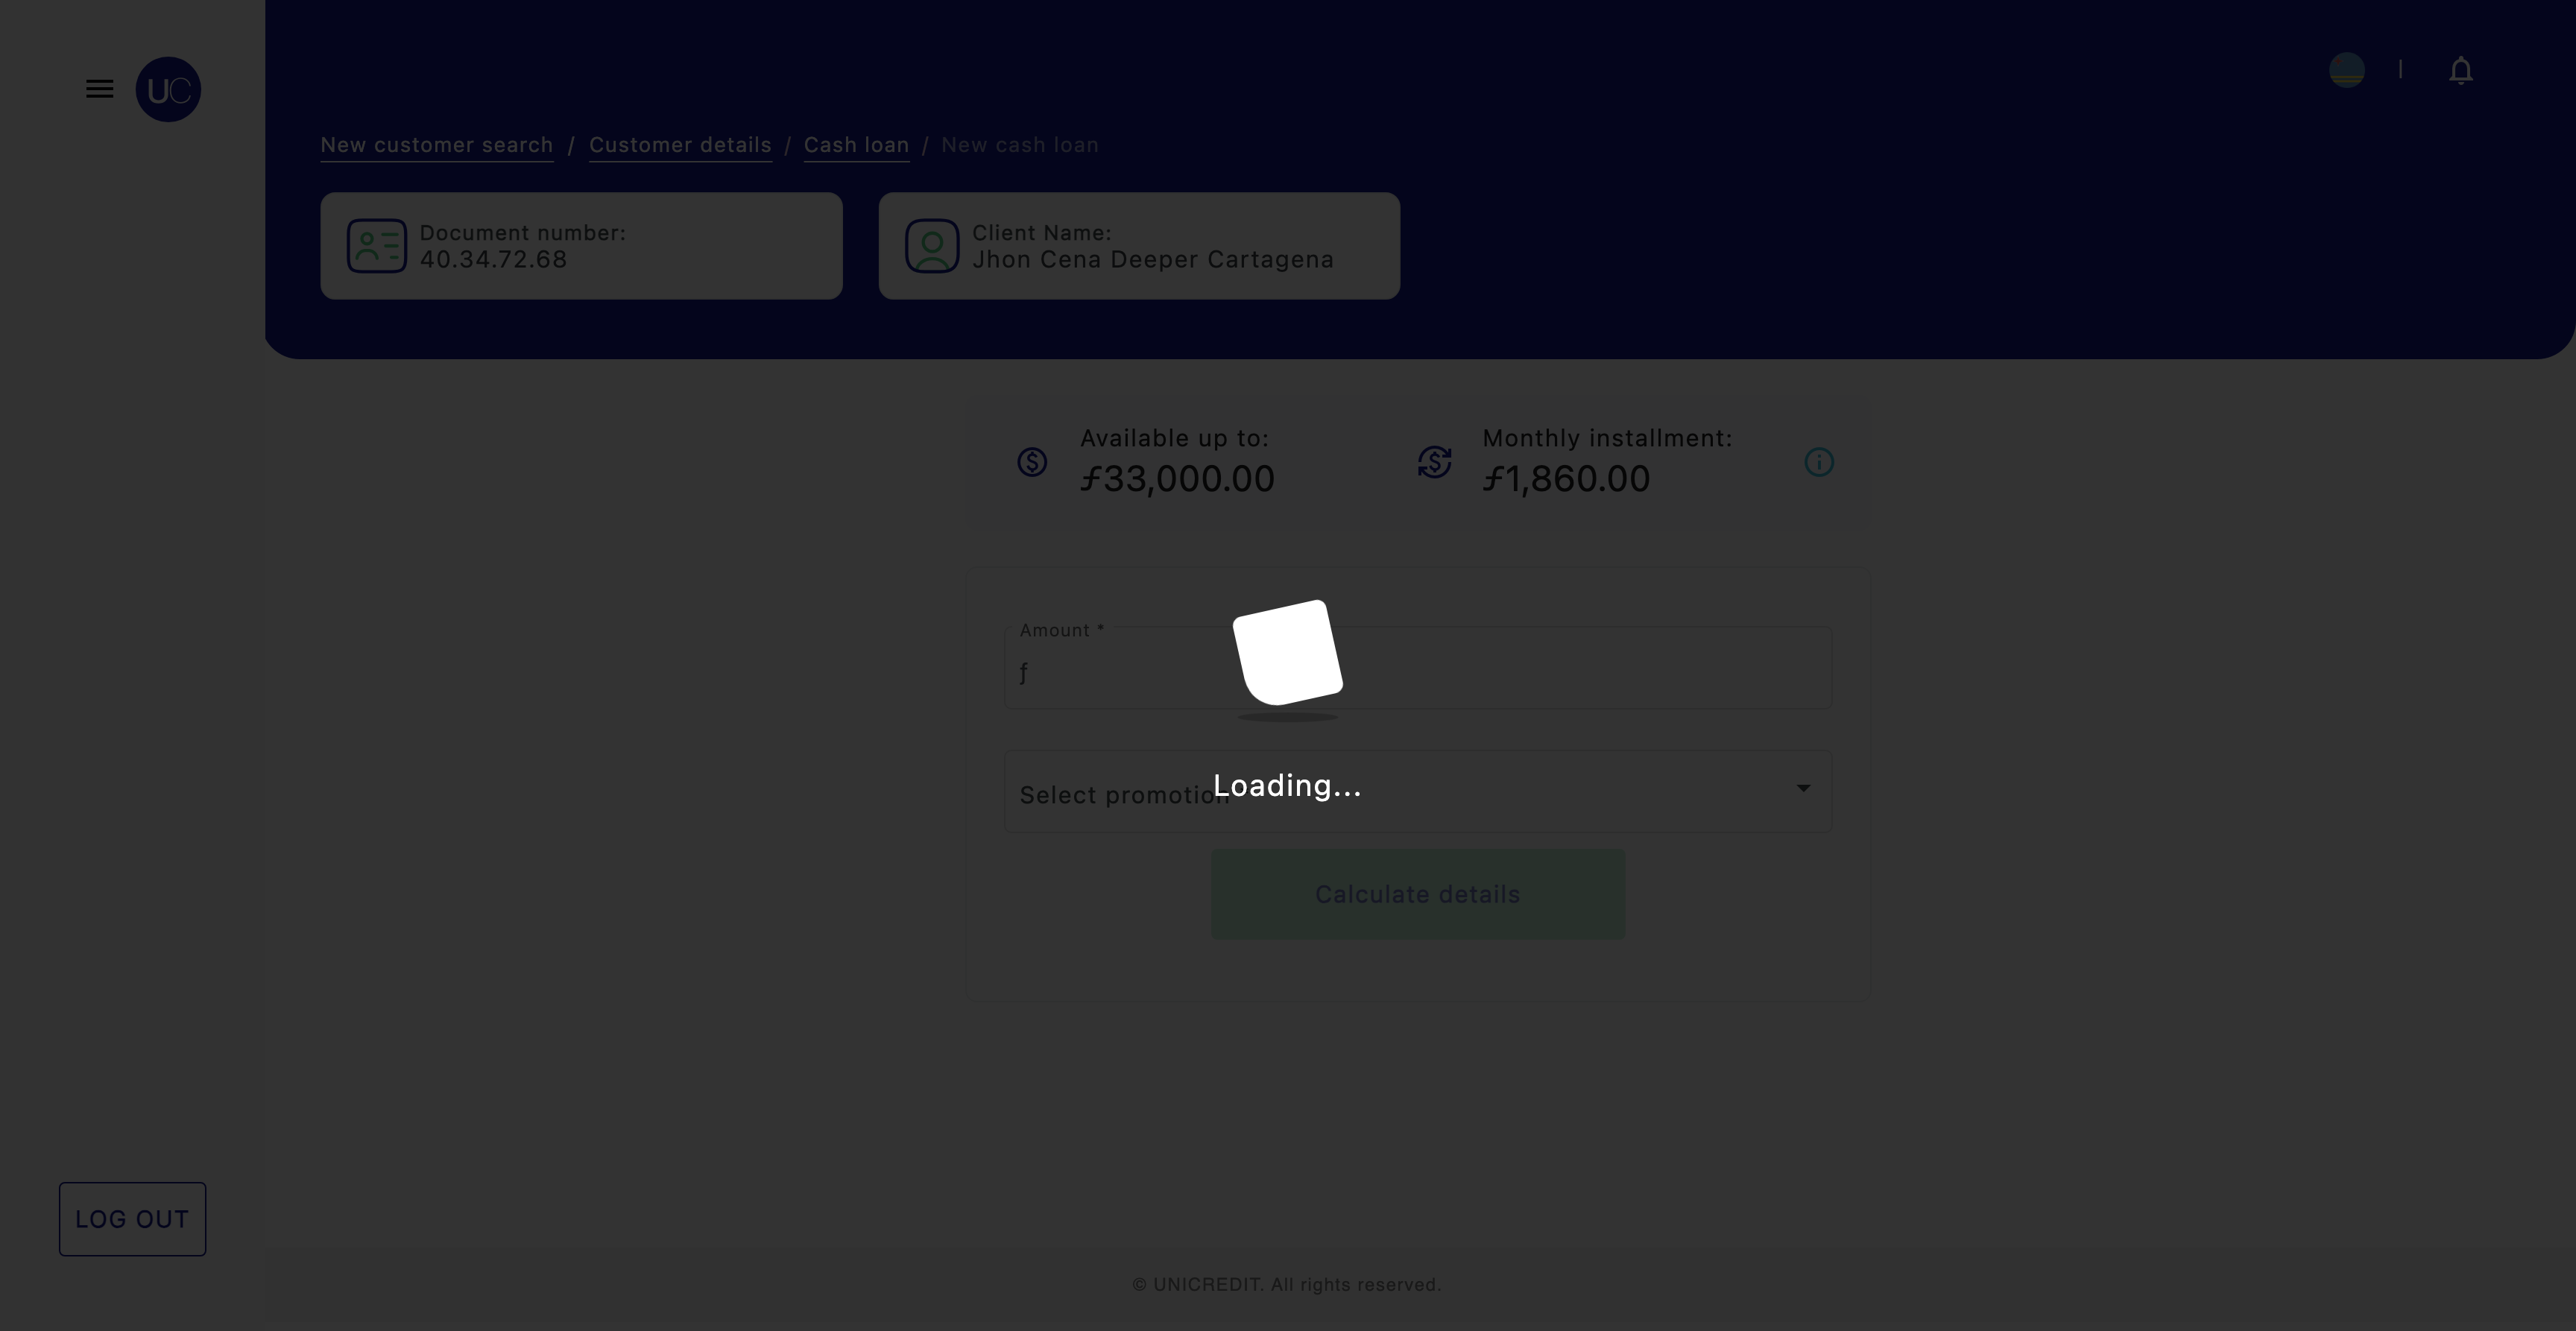 UC
New customer search / Customer details / Cash loan / New cash loan
Document number:
40.34.72.68
Client Name:
Jhon Cena Deeper Cartagena
Available up to:
ƒ33,000.00
Monthly installment:
ƒ1,860.00
Amount *
ƒ
Select promotion
Loading...
Calculate details
LOG OUT
© UNICREDIT. All rights reserved.